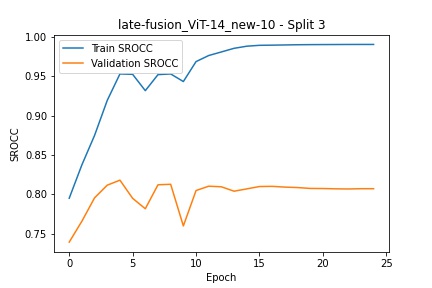 late-fusion_ViT-14_new-10 - Split 3
Train SROCC
Validation SROCC
1.00
0.95
0.90
0.85
0.80
0.75
SROCC
0 5 10 15 20 25
Epoch